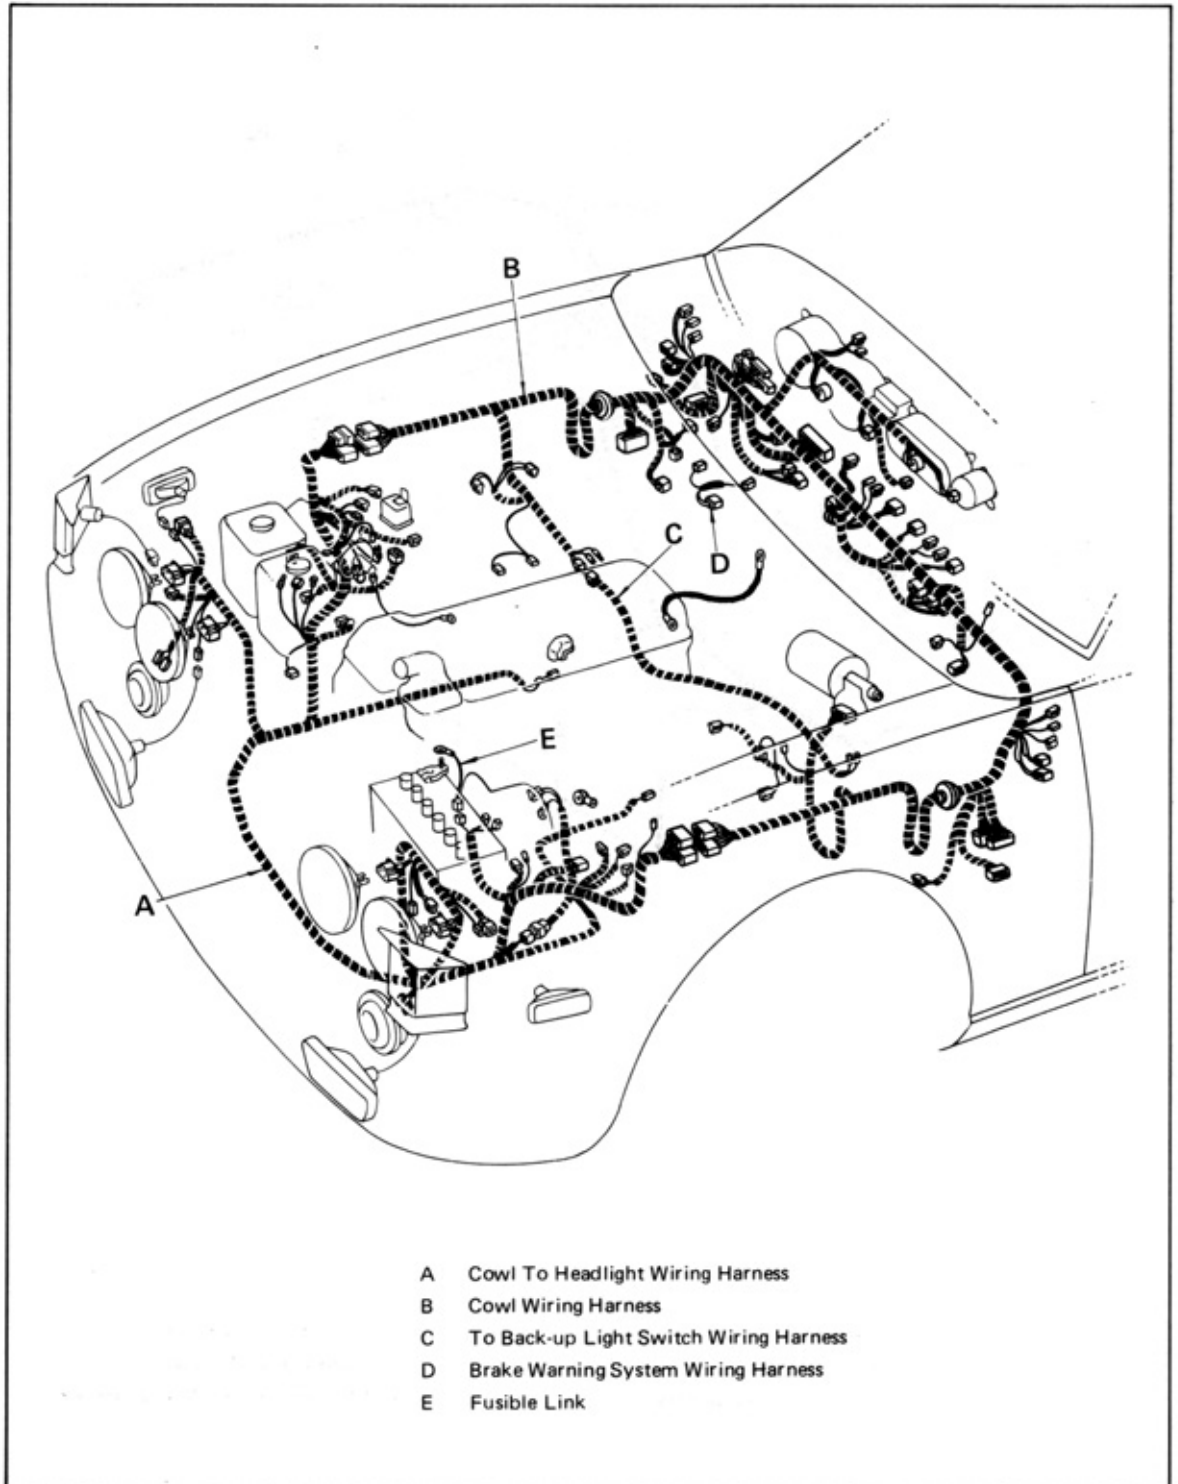 B
C
D
E
A
A Cowl To Headlight Wiring Harness
B Cowl Wiring Harness
C To Back-up Light Switch Wiring Harness
D Brake Warning System Wiring Harness
E Fusible Link